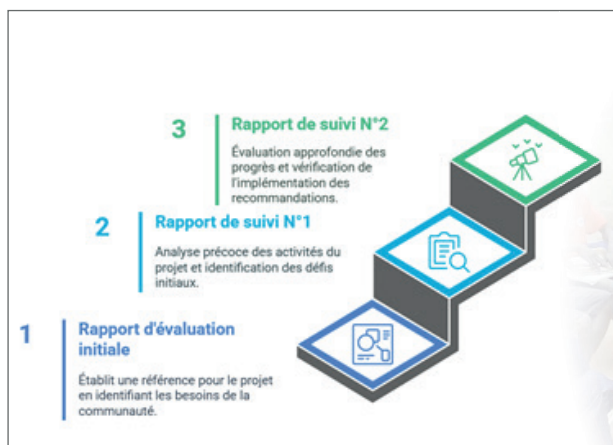 3
Rapport de suivi N°2
Évaluation approfondie des
progrès et vérification de
l'implémentation des
recommandations.
2
Rapport de suivi N°1
Analyse précoce des activités du
projet et identification des défis
initiaux.
1
Rapport d'évaluation
initiale
Établit une référence pour le projet
en identifiant les besoins de la
communauté.